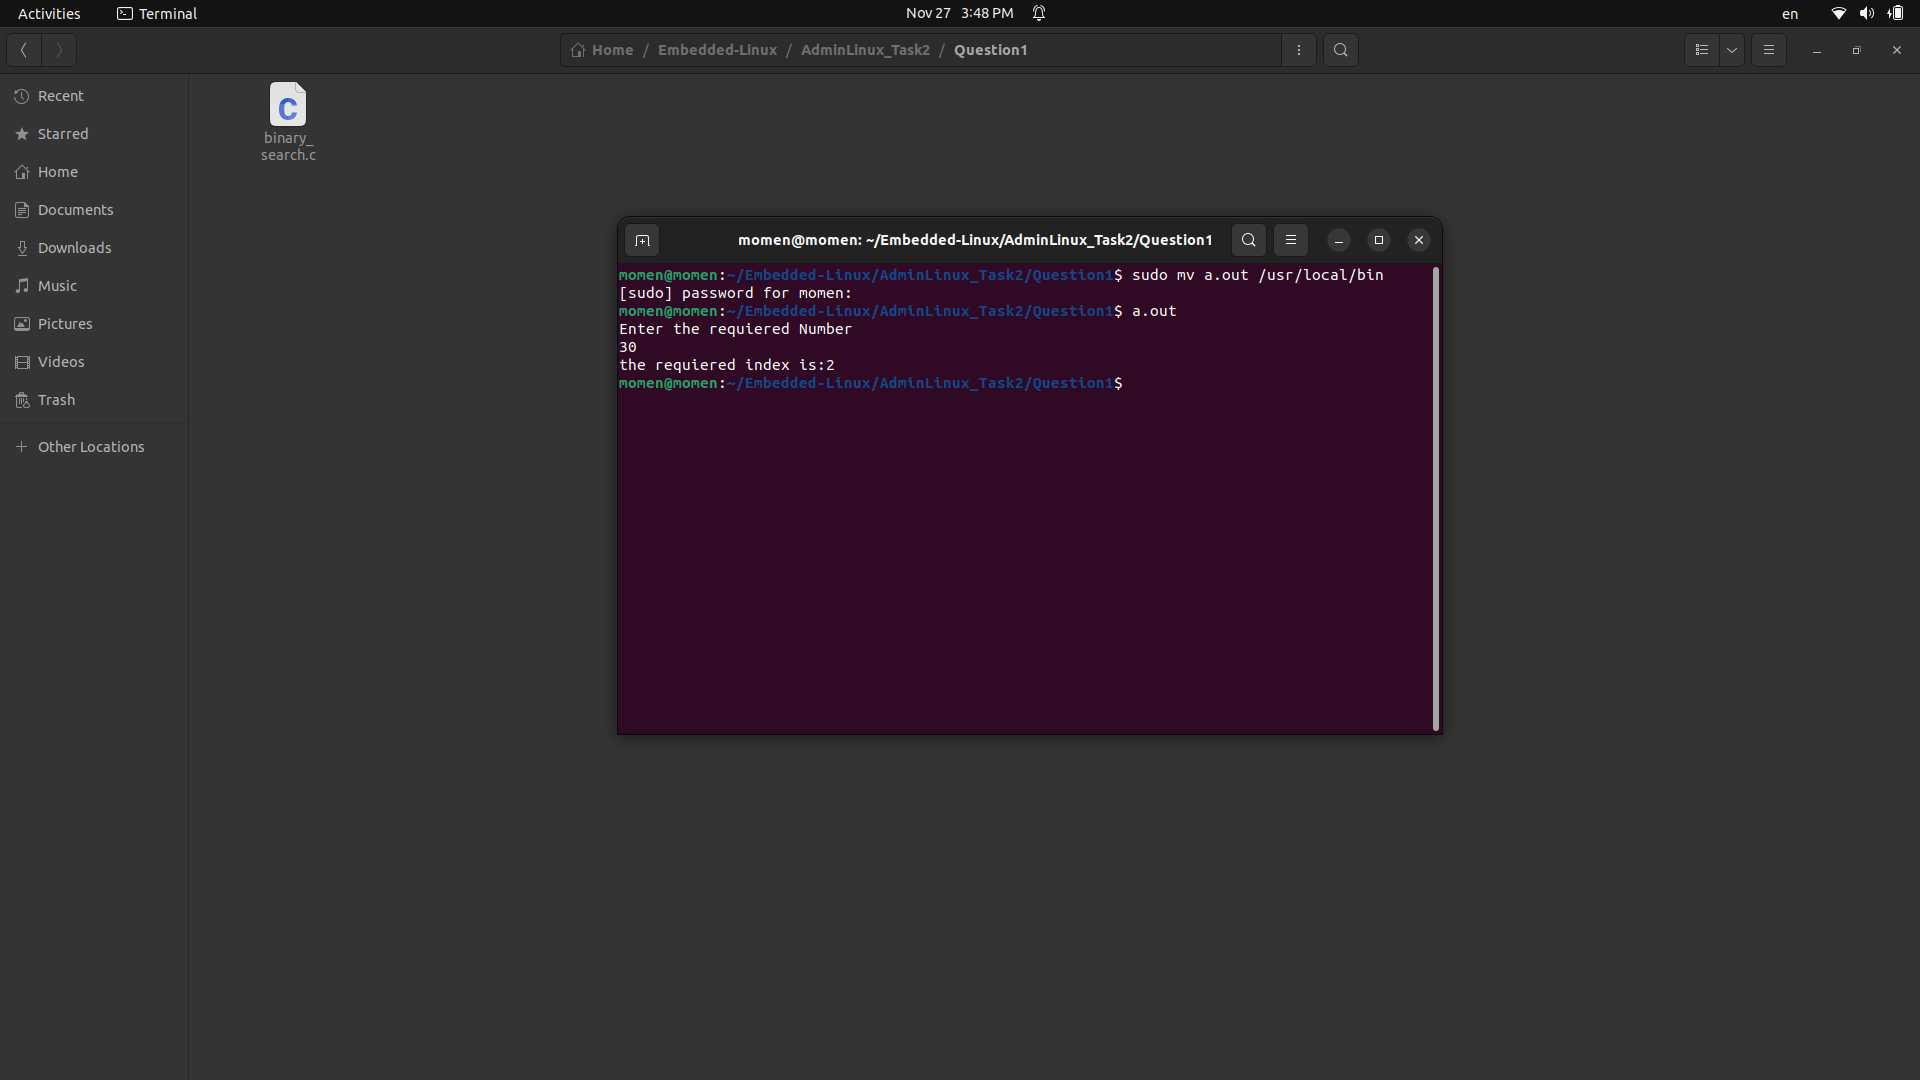 Activities
Terminal
Nov 27 3:48 PM
en
Home / Embedded-Linux / AdminLinux_Task2 / Question1
Recent
Starred
Home
Documents
Downloads
Music
Pictures
Videos
Trash
Other Locations
C
binary_
search.c
momen@momen: ~/Embedded-Linux/AdminLinux_Task2/Question1
momen@momen:~/Embedded-Linux/AdminLinux_Task2/Question1$ sudo mv a.out /usr/local/bin
[sudo] password for momen:
momen@momen:~/Embedded-Linux/AdminLinux_Task2/Question1$ a.out
Enter the requiered Number
30
the requiered index is:2
momen@momen:~/Embedded-Linux/AdminLinux_Task2/Question1$